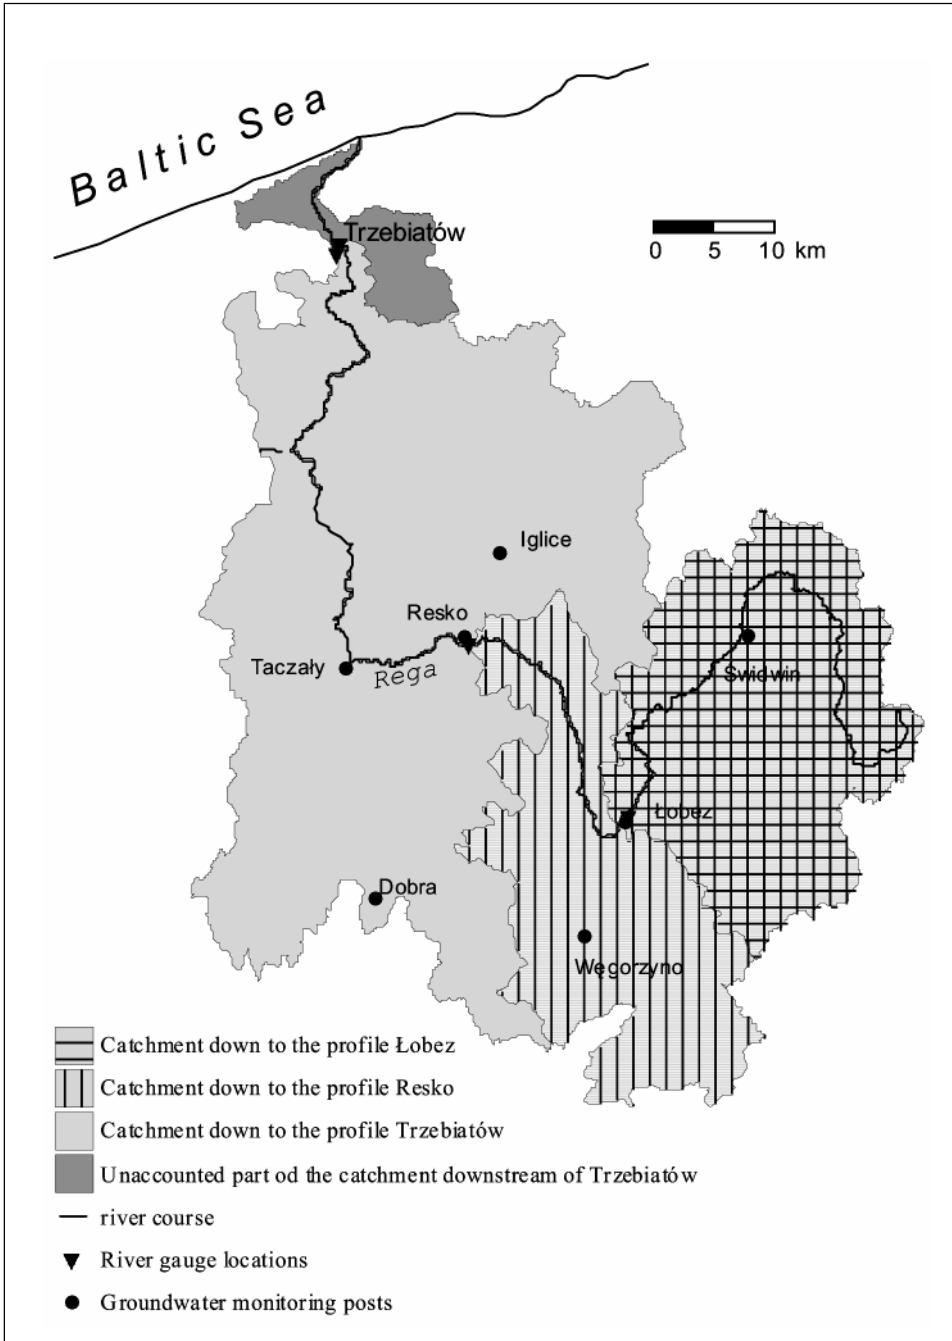 Baltic Sea
Trzebiatów
0 5 10 km
Iglice
Resko
Taczały
Rega
Świdwin
Łobez
Dobra
Węgorzyno
Catchment down to the profile Łobez
Catchment down to the profile Resko
Catchment down to the profile Trzebiatów
Unaccounted part od the catchment downstream of Trzebiatów
river course
River gauge locations
Groundwater monitoring posts